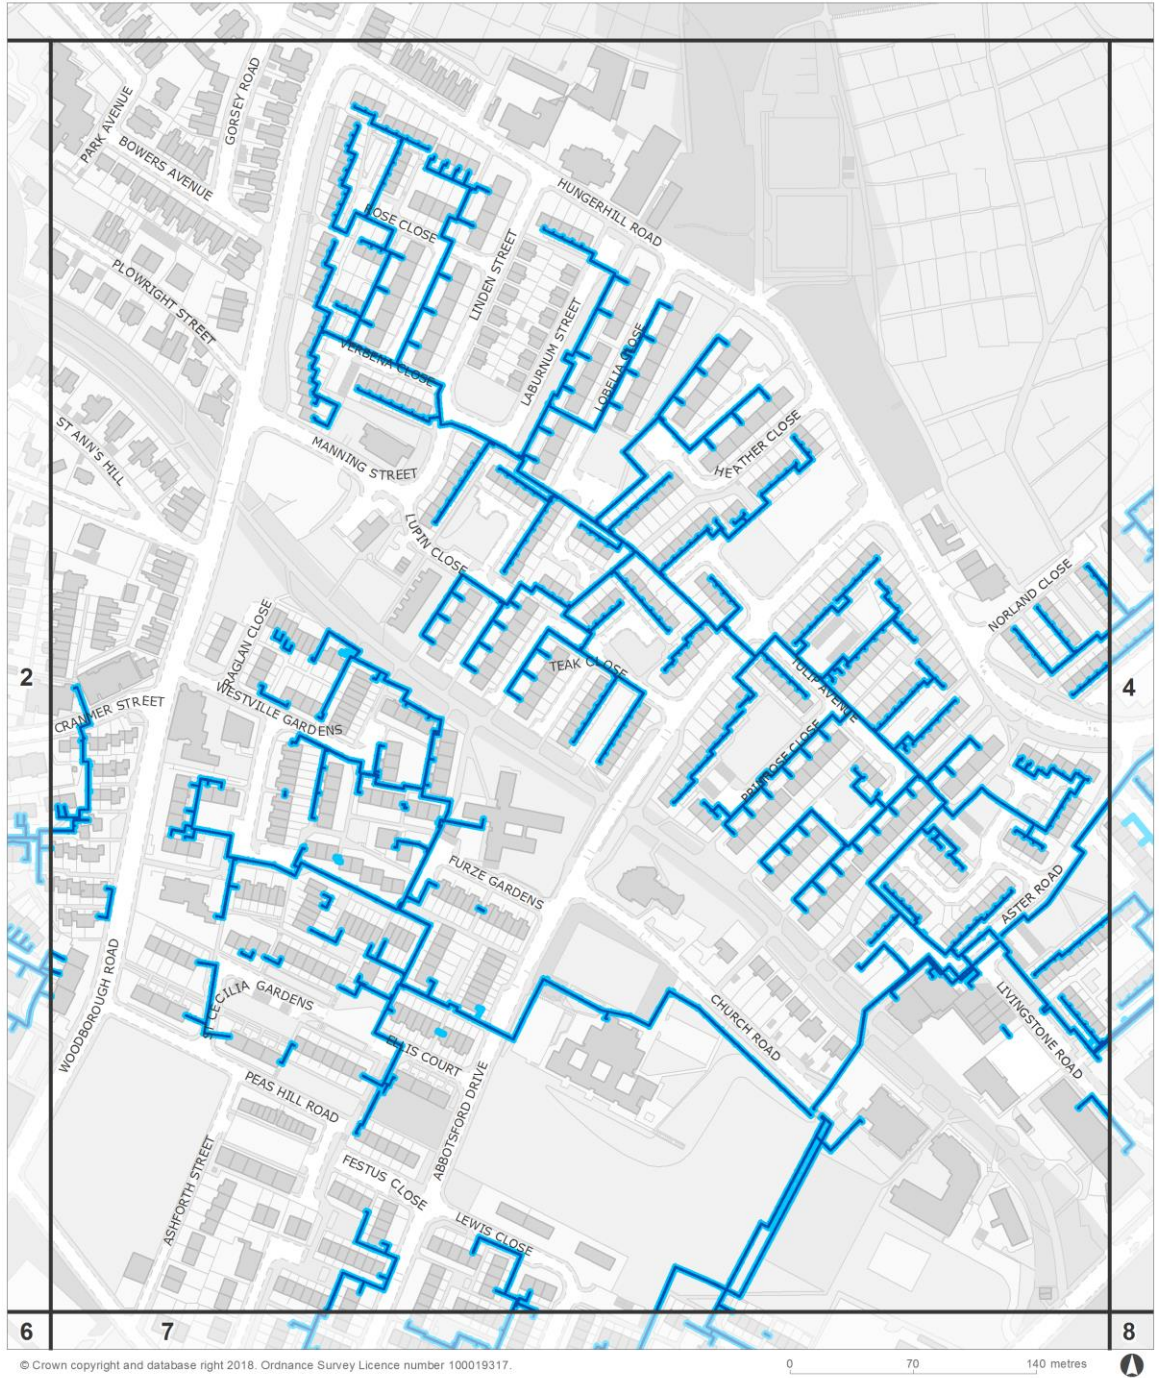 PARK AVENUE
GORSEY ROAD
BOWERS AVENUE
HUNGERHILL ROAD
ROSE CLOSE
LINDEN STREET
PLOWRIGHT STREET
LABURNUM STREET
LOBELIA CLOSE
VERBENA CLOSE
ST ANN'S HILL
MANNING STREET
HEATHER CLOSE
LUPIN CLOSE
NORLAND CLOSE
RAGLAN CLOSE
TEAK CLOSE
2
4
WESTVILLE GARDENS
CRANMER STREET
TULIP AVENUE
PRIMROSE CLOSE
FURZE GARDENS
ASTER ROAD
WOODBOROUGH ROAD
ST CECILIA GARDENS
CHURCH ROAD
LIVINGSTONE ROAD
ELLIS COURT
PEAS HILL ROAD
ABBOTSFORD DRIVE
ASHFORTH STREET
FESTUS CLOSE
LEWIS CLOSE
6
7
8
© Crown copyright and database right 2018. Ordnance Survey Licence number 100019317.
0 70 140 metres